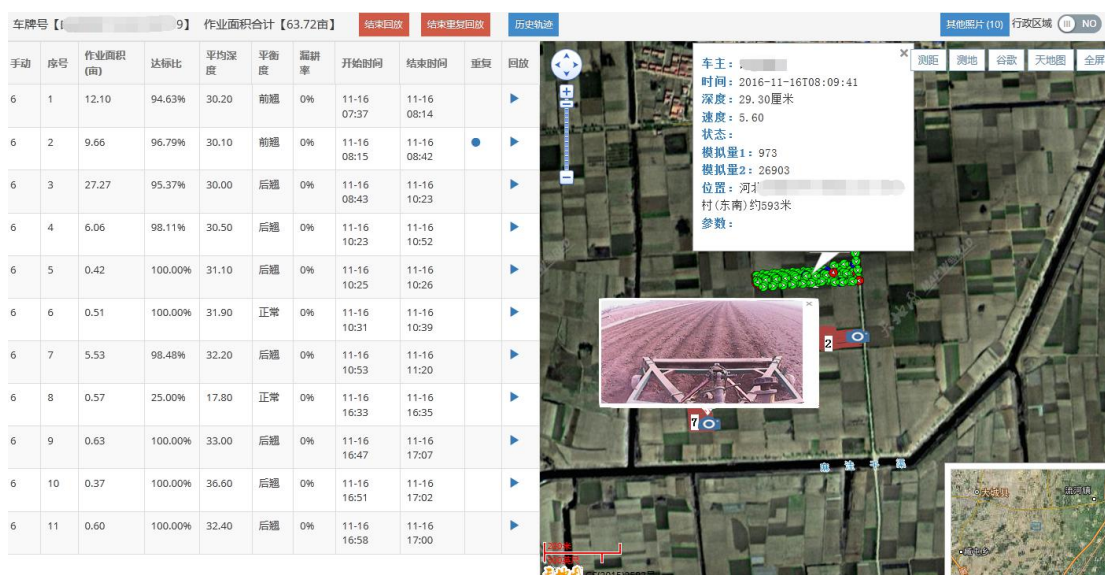 车牌号【 9】 作业面积合计【63.72亩】 结束回放 结束重复回放 历史轨迹 其他照片(10) 行政区域 NO
手动 序号 作业面积(亩) 达标比 平均深度 平衡度 漏耕率 开始时间 结束时间 重复 回放
6 1 12.10 94.63% 30.20 前翘 0% 11-16 07:37 11-16 08:14
6 2 9.66 96.79% 30.10 前翘 0% 11-16 08:15 11-16 08:42
6 3 27.27 95.37% 30.00 后翘 0% 11-16 08:43 11-16 10:23
6 4 6.06 98.11% 30.50 后翘 0% 11-16 10:23 11-16 10:52
6 5 0.42 100.00% 31.10 后翘 0% 11-16 10:25 11-16 10:26
6 6 0.51 100.00% 31.90 正常 0% 11-16 10:31 11-16 10:39
6 7 5.53 98.48% 32.20 后翘 0% 11-16 10:53 11-16 11:20
6 8 0.57 25.00% 17.80 正常 0% 11-16 16:33 11-16 16:35
6 9 0.63 100.00% 33.00 后翘 0% 11-16 16:47 11-16 17:07
6 10 0.37 100.00% 36.60 后翘 0% 11-16 16:51 11-16 17:02
6 11 0.60 100.00% 32.40 后翘 0% 11-16 16:58 11-16 17:00
测距 测地 谷歌 天地图 全屏
车主：
时间：2016-11-16T08:09:41
深度：29.30厘米
速度：5.60
状态：
模拟量1：973
模拟量2：26903
位置：河北
村(东南)约593米
参数：
2
7
大城县
流河镇